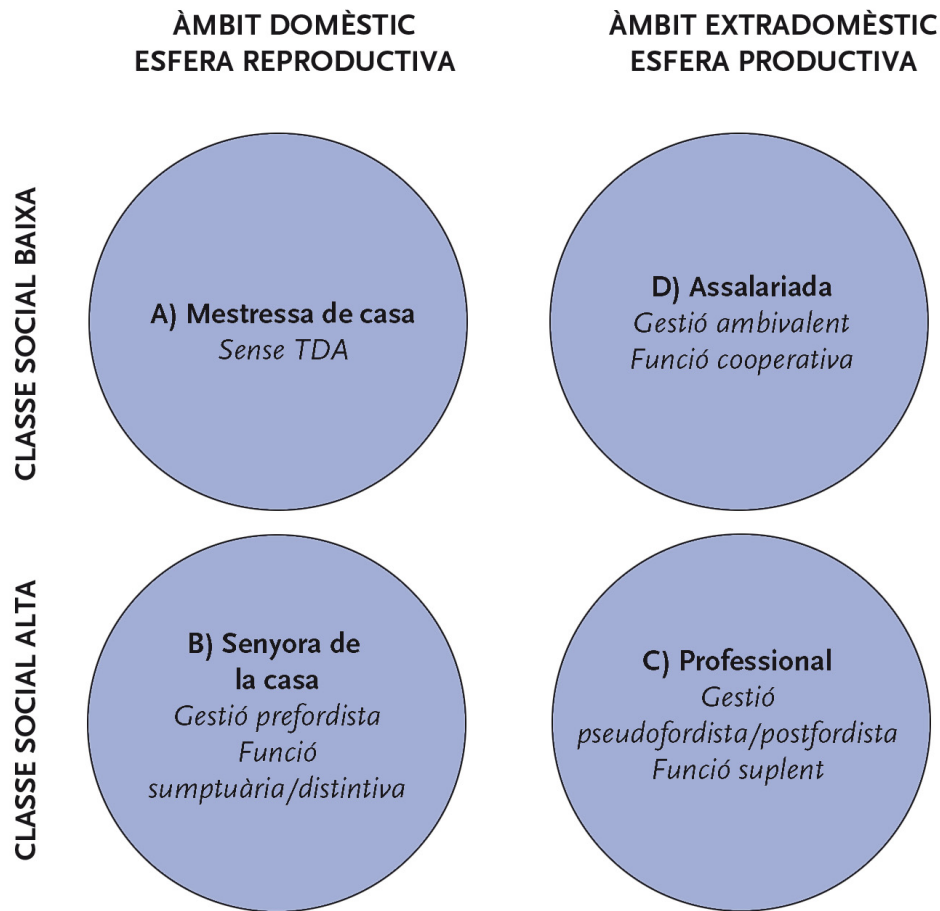 ÀMBIT DOMÈSTIC
ESFERA REPRODUCTIVA
ÀMBIT EXTRADOMÈSTIC
ESFERA PRODUCTIVA
CLASSE SOCIAL BAIXA
A) Mestressa de casa
Sense TDA
D) Assalariada
Gestió ambivalent
Funció cooperativa
CLASSE SOCIAL ALTA
B) Senyora de
la casa
Gestió prefordista
Funció
sumptuària/distintiva
C) Professional
Gestió
pseudofordista/postfordista
Funció suplent